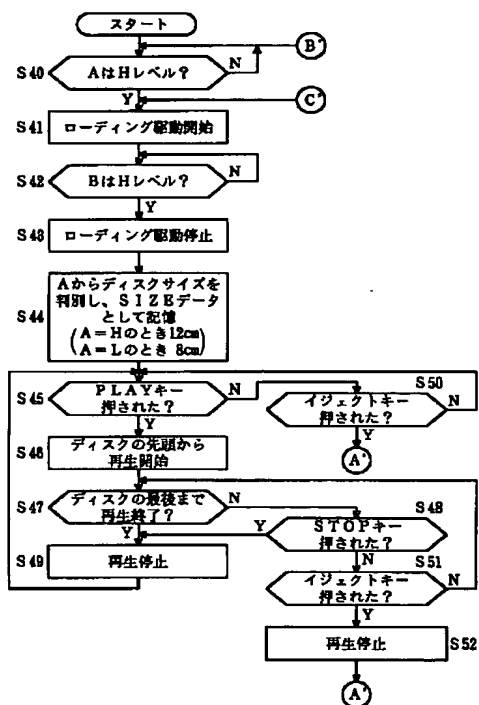 スタート
B'
S40
AはHレベル?
N
Y
C'
S41
ローディング駆動開始
S42
BはHレベル?
N
Y
S43
ローディング駆動停止
S44
Aからディスクサイズを
判別し、SIZEデータ
として記憶
(A=Hのとき12cm
A=Lのとき 8cm)
S45
PLAYキー
押された?
N
Y
S50
イジェクトキー
押された?
N
Y
A'
S46
ディスクの先頭から
再生開始
S47
ディスクの最後まで
再生終了?
N
Y
S48
STOPキー
押された?
Y
N
S49
再生停止
S51
イジェクトキー
押された?
N
Y
再生停止
S52
A'